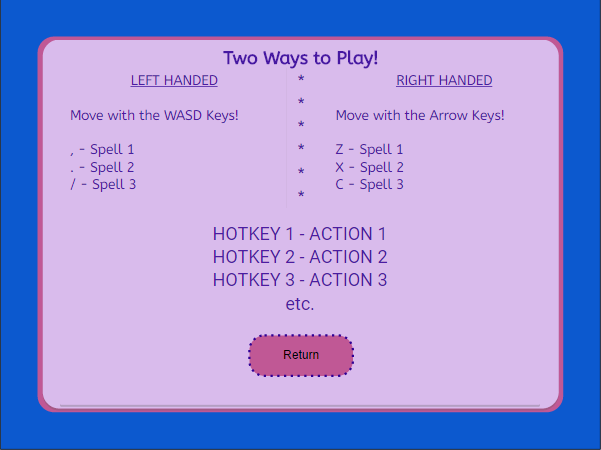 Two Ways to Play!
LEFT HANDED
Move with the WASD Keys!
, - Spell 1
. - Spell 2
/ - Spell 3
*
*
*
*
*
*
RIGHT HANDED
Move with the Arrow Keys!
Z - Spell 1
X - Spell 2
C - Spell 3
HOTKEY 1 - ACTION 1
HOTKEY 2 - ACTION 2
HOTKEY 3 - ACTION 3
etc.
Return